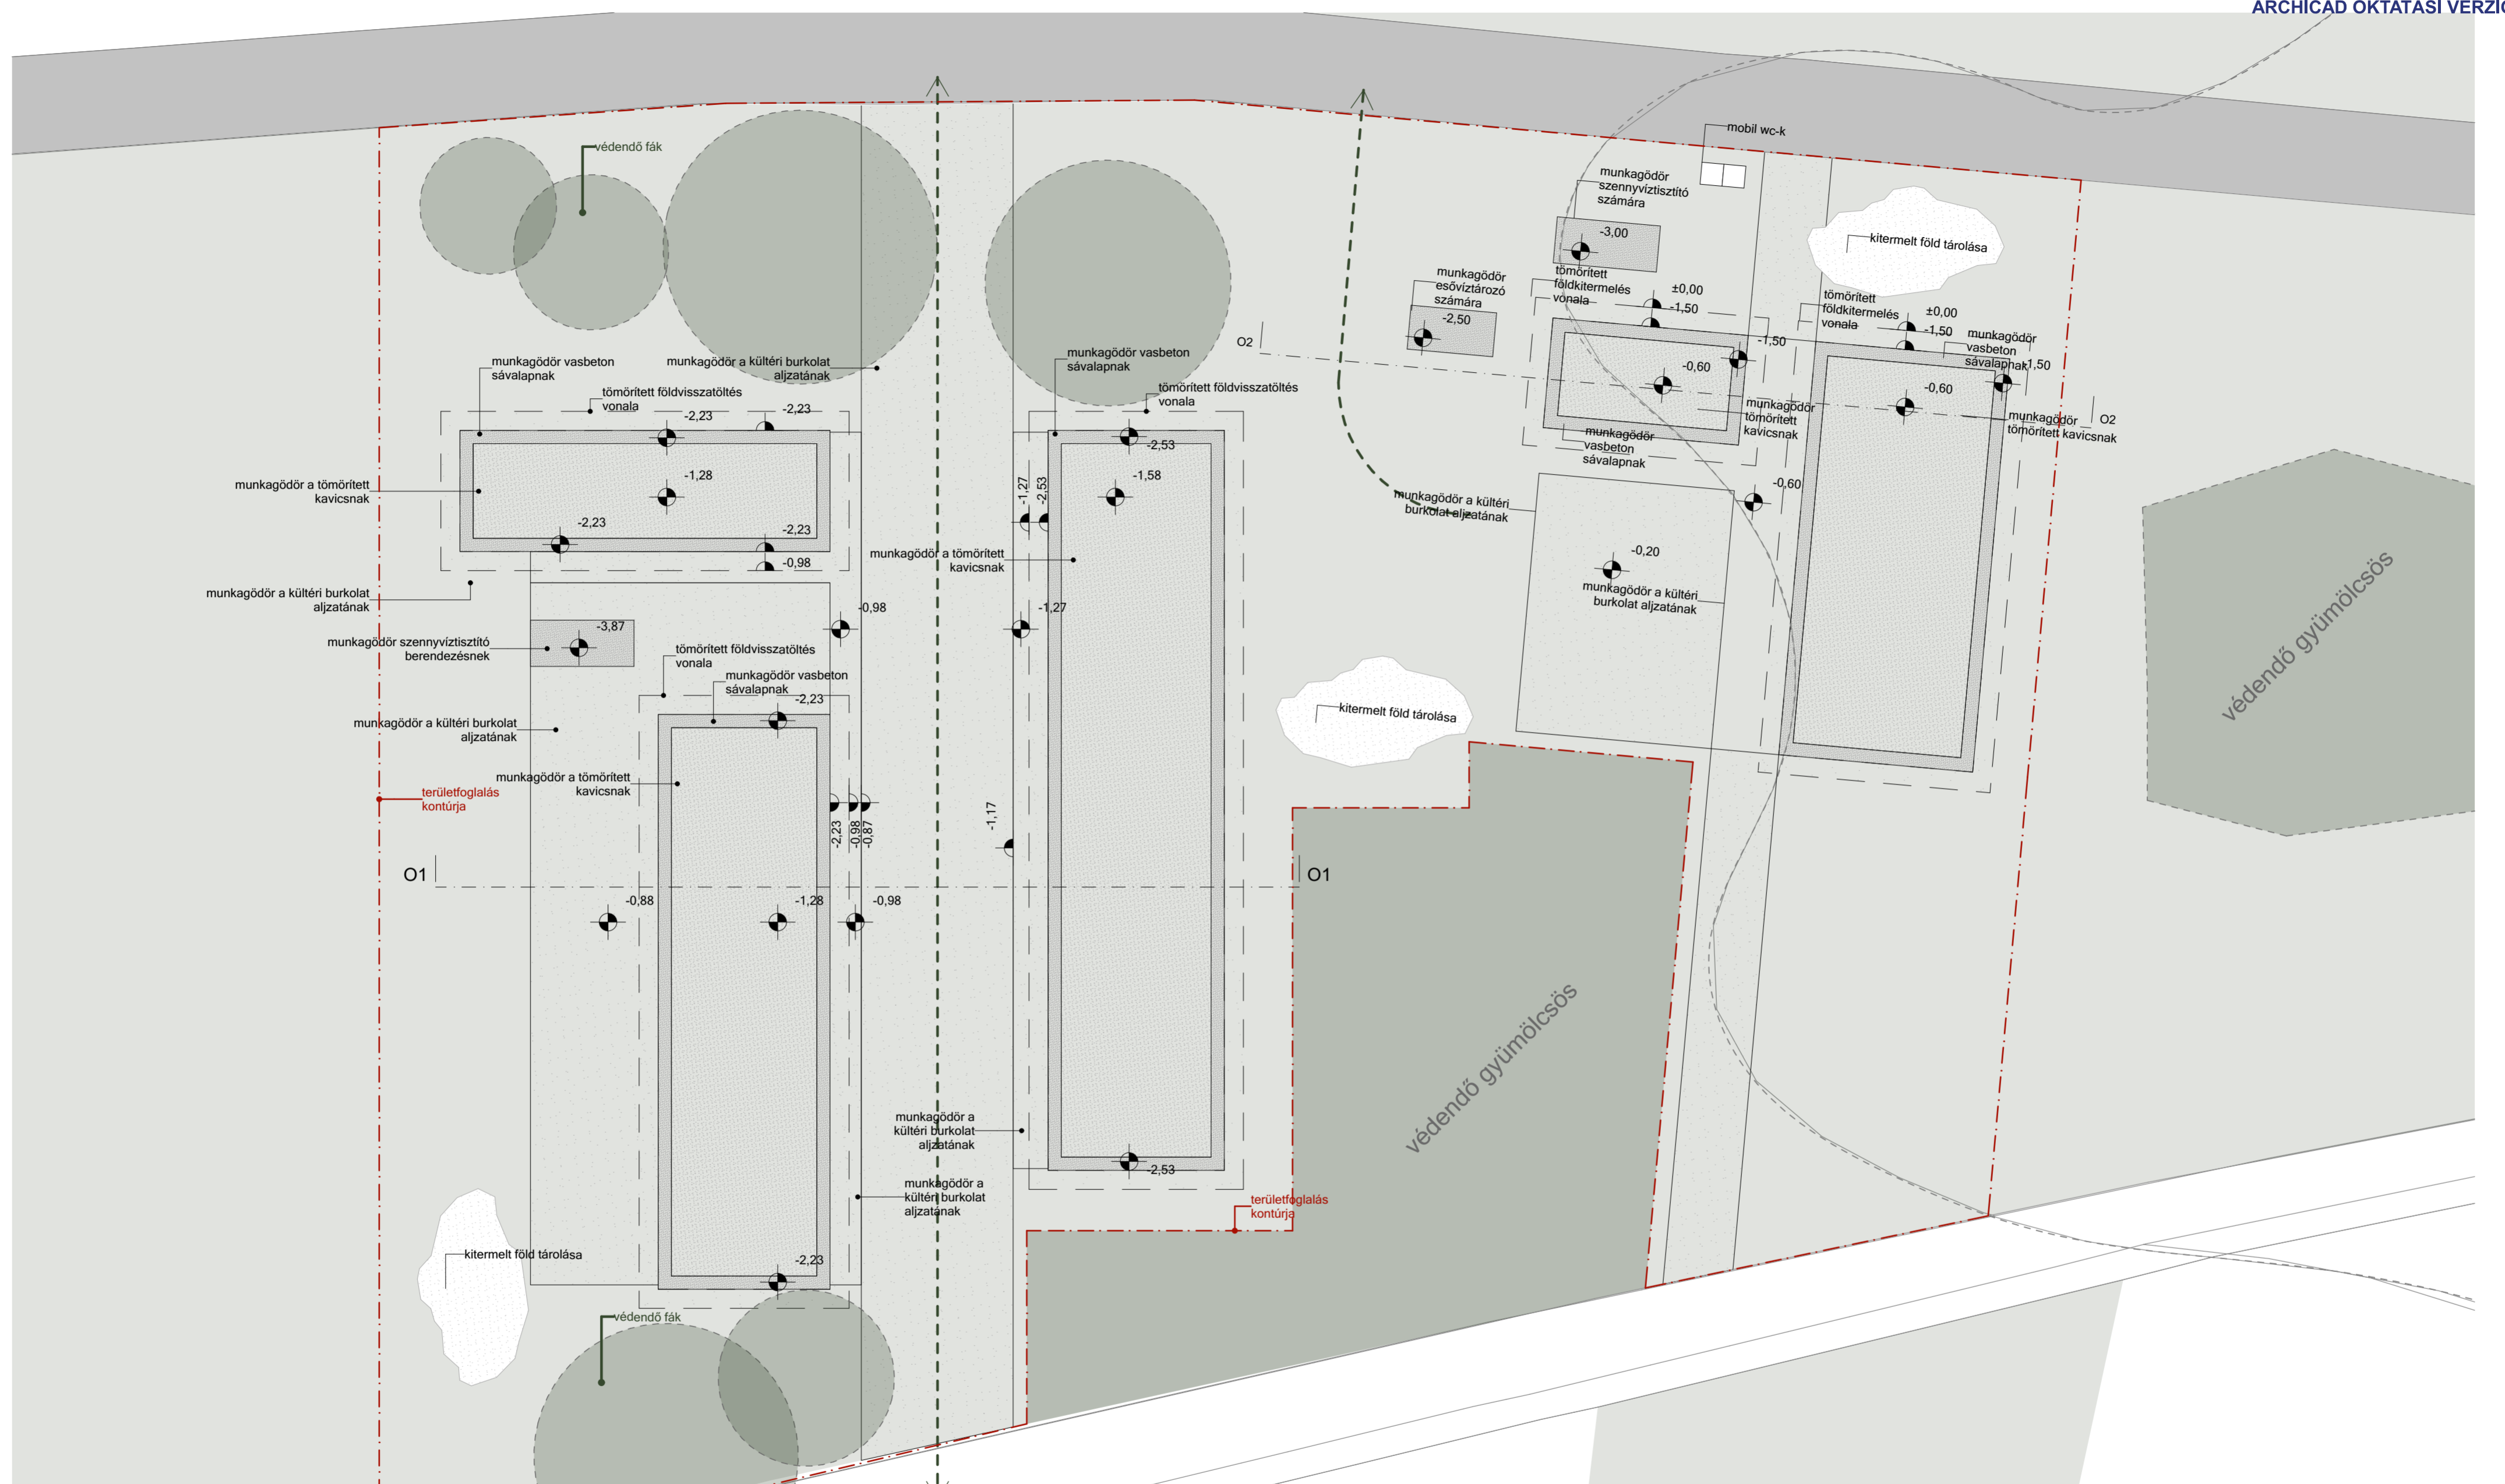 ARCHICAD OKTATÁSI VERZIÓ
védendő fák
mobil wc-k
munkagödör
szennyvíztisztító
számára
-3,00
kitermelt föld tárolása
munkagödör
esővíztározó
számára
-2,50
tömörített
földkitermelés
vonala
±0,00
-1,50
tömörített
földkitermelés
vonala
±0,00
-1,50
munkagödör
vasbeton
sávalapnak
-1,50
-1,50
O2
-0,60
-0,60
munkagödör
tömörített
kavicsnak
munkagödör
tömörített kavicsnak
O2
munkagödör
vasbeton
sávalapnak
munkagödör vasbeton
sávalapnak
munkagödör a kültéri burkolat
aljzatának
tömörített földvisszatöltés
vonala
-2,23
-2,23
munkagödör vasbeton
sávalapnak
tömörített földvisszatöltés
vonala
-2,53
munkagödör a tömörített
kavicsnak
-1,28
-2,23
-2,23
-0,98
-1,27
-2,53
-1,58
munkagödör a tömörített
kavicsnak
munkagödör a kültéri
burkolat aljzatának
-0,60
-0,20
munkagödör a kültéri
burkolat aljzatának
védendő gyümölcsös
munkagödör a kültéri burkolat
aljzatának
-0,98
-1,27
-3,87
munkagödör szennyvíztisztító
berendezésnek
tömörített földvisszatöltés
vonala
munkagödör vasbeton
sávalapnak
-2,23
munkagödör a kültéri burkolat
aljzatának
kitermelt föld tárolása
munkagödör a tömörített
kavicsnak
területfoglalás
kontúrja
-2,23
-0,98
-0,87
-1,17
O1
O1
-0,88
-1,28
-0,98
védendő gyümölcsös
munkagödör a
kültéri burkolat
aljzatának
-2,53
munkagödör a
kültéri burkolat
aljzatának
területfoglalás
kontúrja
kitermelt föld tárolása
-2,23
védendő fák